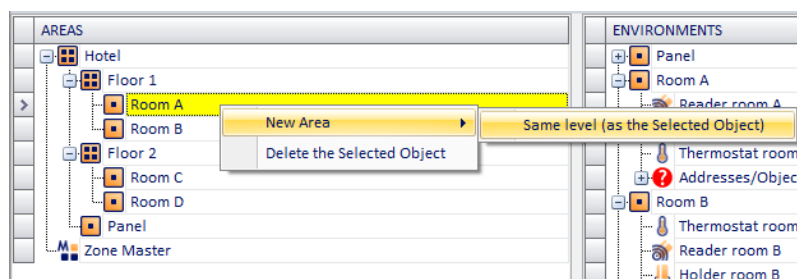 AREAS
Hotel
Floor 1
Room A
Room B
Floor 2
Room C
Room D
Panel
Zone Master
New Area
Delete the Selected Object
Same level (as the Selected Object)
ENVIRONMENTS
Panel
Room A
Reader room A
Thermostat room
Addresses/Objec
Room B
Thermostat room
Reader room B
Holder room B